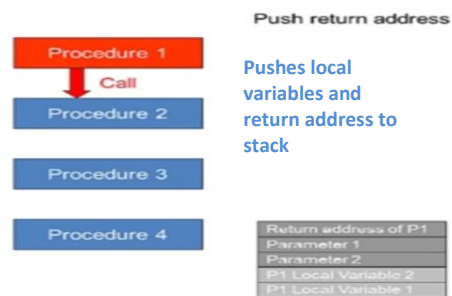 Push return address
Procedure 1
Call
Procedure 2
Procedure 3
Procedure 4
Pushes local
variables and
return address to
stack
Return address of P1
Parameter 1
Parameter 2
P1 Local Variable 2
P1 Local Variable 1